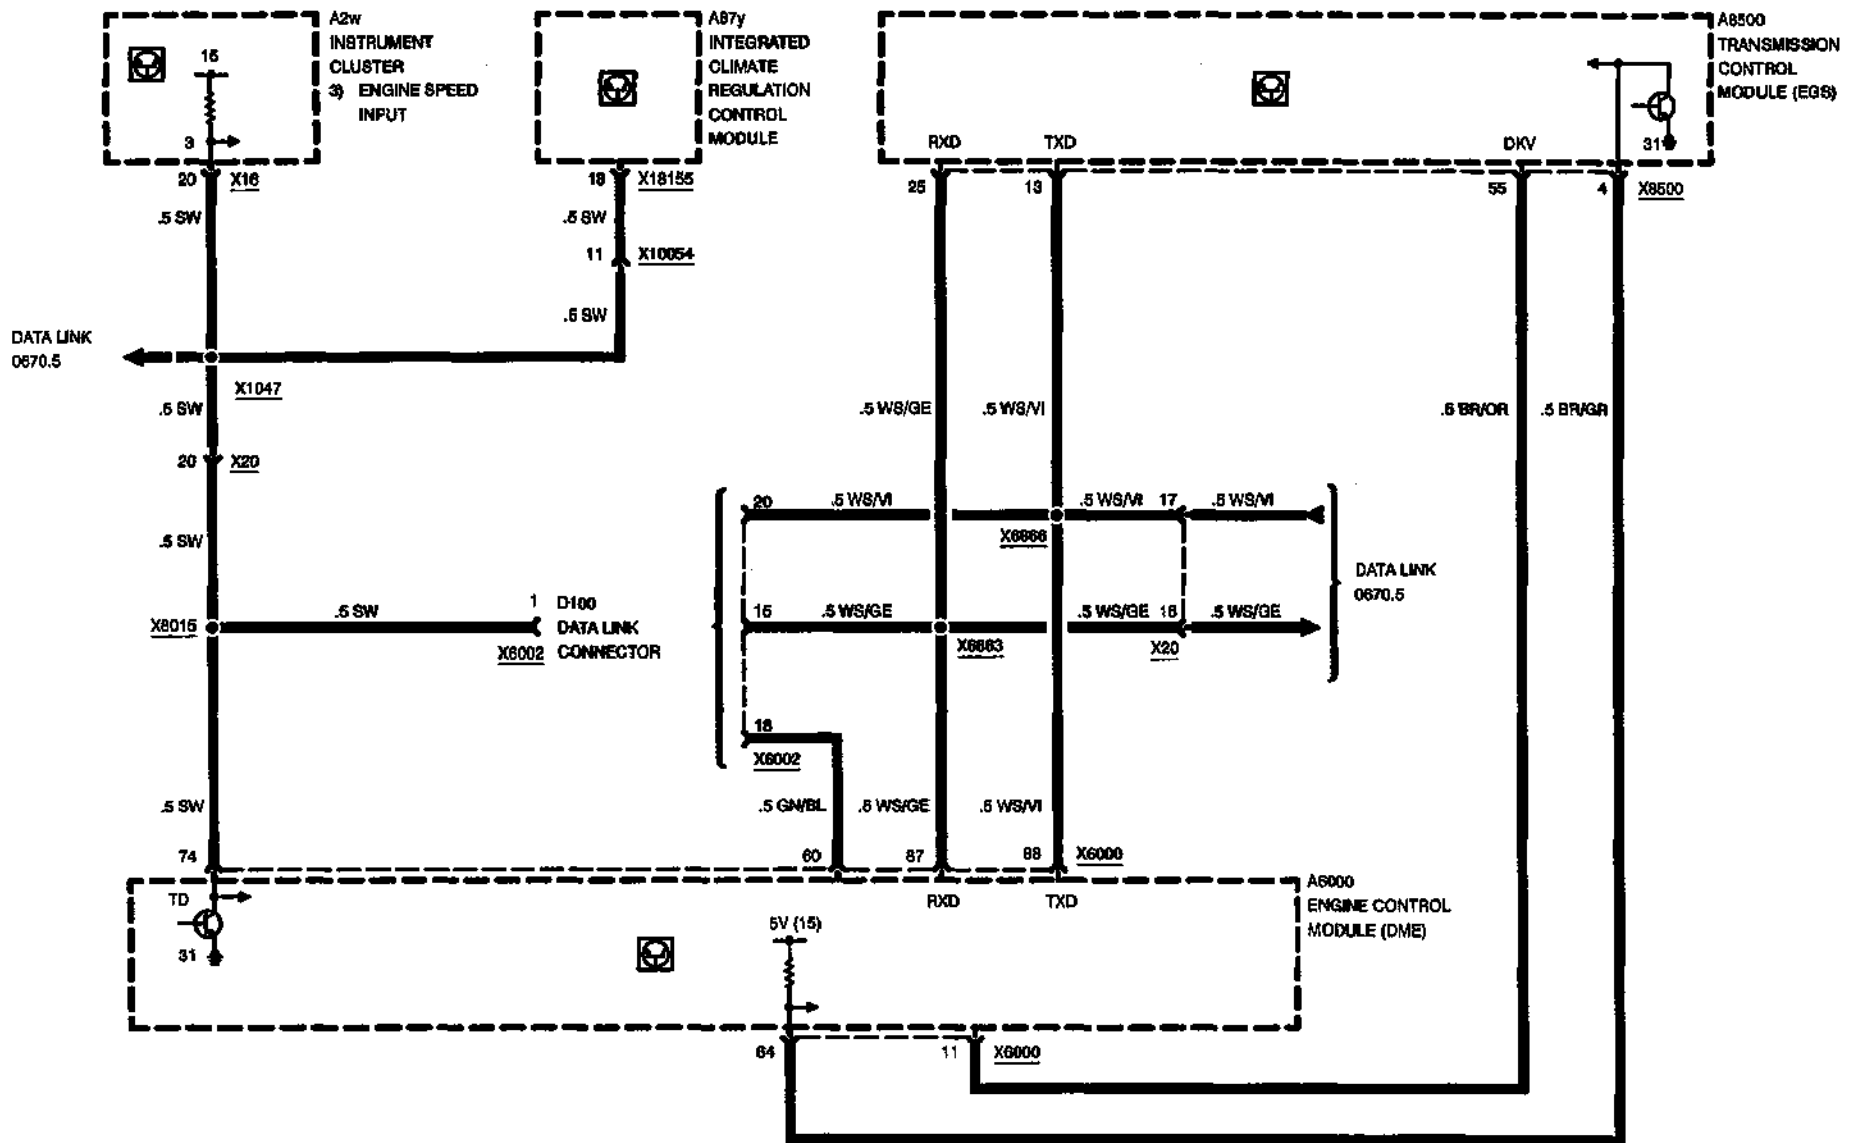 A2w
INSTRUMENT
CLUSTER
3) ENGINE SPEED
INPUT
15
3
20 X16
.5 SW
A87y
INTEGRATED
CLIMATE
REGULATION
CONTROL
MODULE
18 X18155
.5 SW
11 X10054
.5 SW
A8500
TRANSMISSION
CONTROL
MODULE (EGS)
RXD TXD DKV 31
25 13 55 4 X8500
DATA LINK
0670.5
X1047
.5 SW
20 X20
.5 SW
.5 WS/GE .5 WS/VI .5 BR/OR .5 BR/GR
20 .5 WS/VI .5 WS/VI 17 .5 WS/VI
X6866
DATA LINK
0670.5
15 .5 WS/GE .5 WS/GE 16 .5 WS/GE
X6863 X20
X8015 .5 SW 1 D100
DATA LINK
X6002 CONNECTOR
18
X6002
.5 SW .5 GN/BL .5 WS/GE .5 WS/VI
74 60 87 88 X6000
A6000
ENGINE CONTROL
MODULE (DME)
TD RXD TXD
31
5V (15)
64 11 X6000